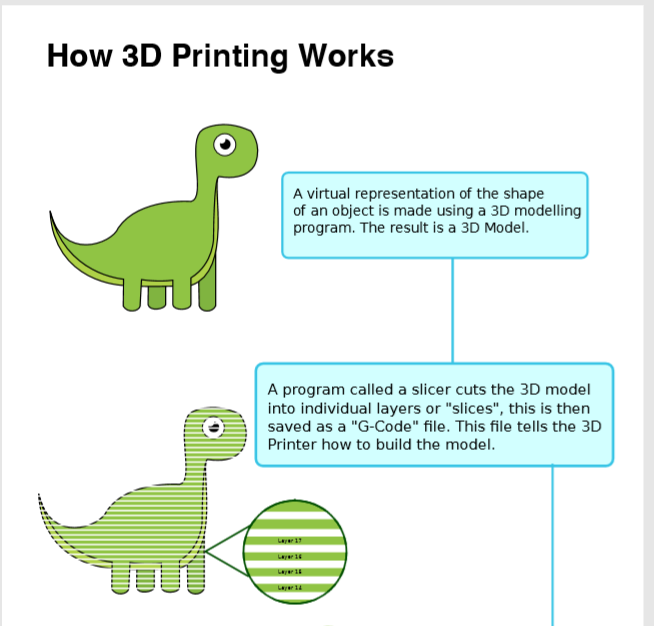 How 3D Printing Works
A virtual representation of the shape
of an object is made using a 3D modelling
program. The result is a 3D Model.
A program called a slicer cuts the 3D model
into individual layers or "slices", this is then
saved as a "G-Code" file. This file tells the 3D
Printer how to build the model.
Layer 17
Layer 16
Layer 15
Layer 14